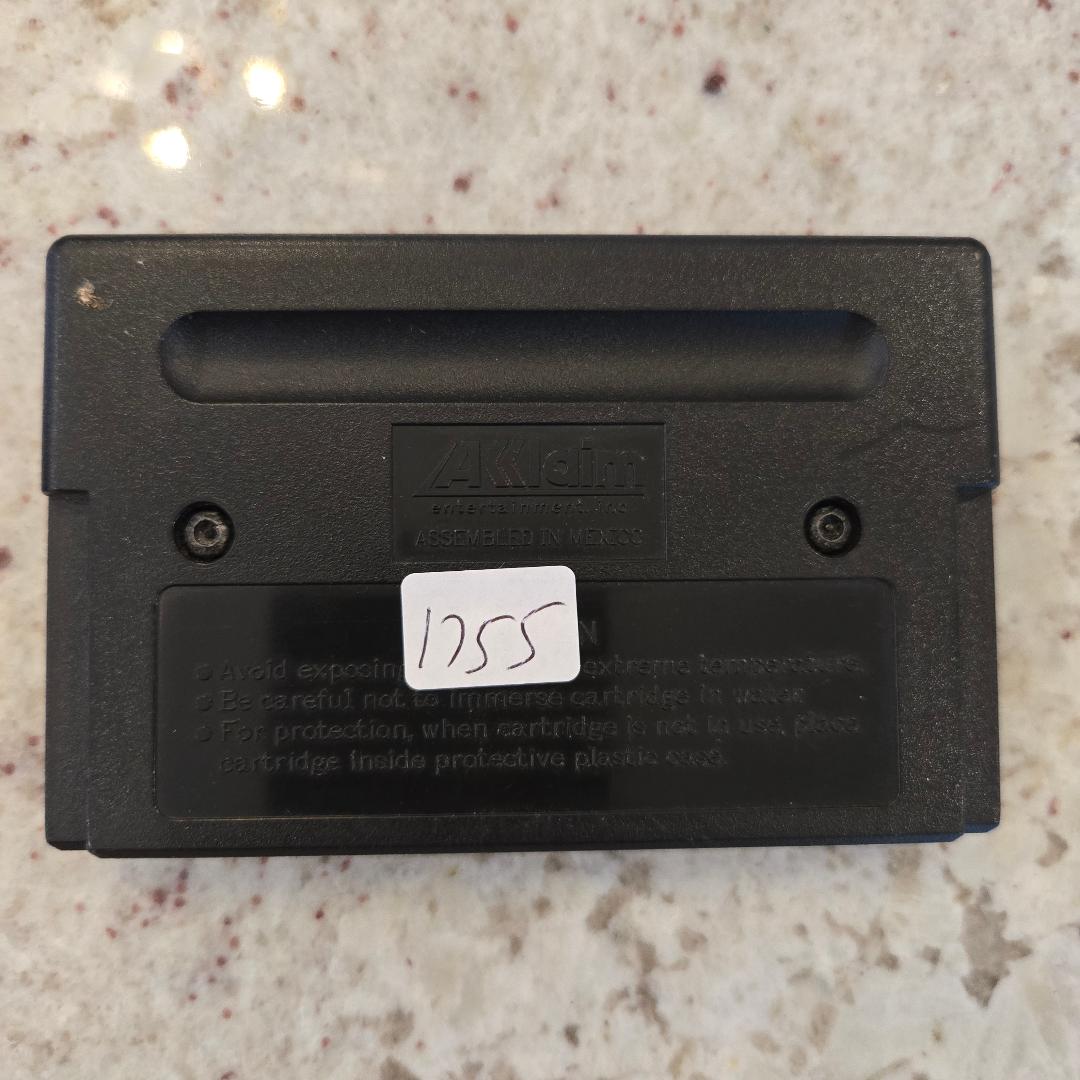 AKklaim
entertainment, inc.
ASSEMBLED IN MEXICO
1755
N
Avoid exposing extreme temperatures.
Be careful not to immerse cartridge in water.
For protection, when cartridge is not in use, place
cartridge inside protective plastic case.